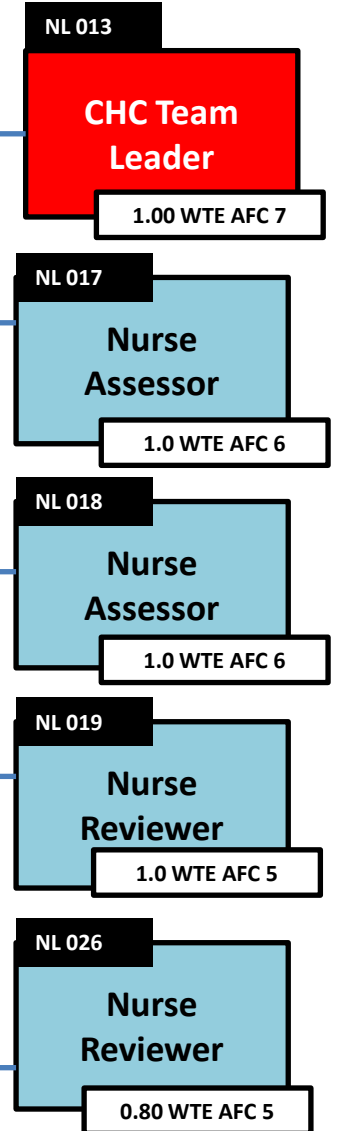 NL 013
CHC Team
Leader
1.00 WTE AFC 7
NL 017
Nurse
Assessor
1.0 WTE AFC 6
NL 018
Nurse
Assessor
1.0 WTE AFC 6
NL 019
Nurse
Reviewer
1.0 WTE AFC 5
NL 026
Nurse
Reviewer
0.80 WTE AFC 5